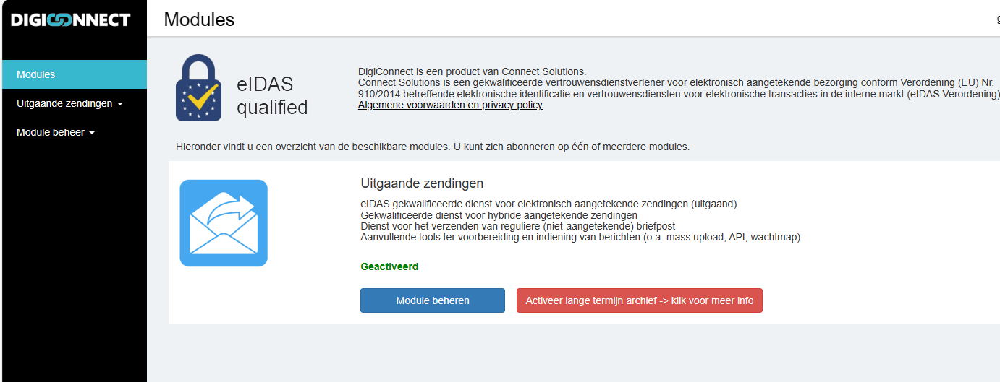 DIGICONNECT
Modules
g
Modules
Uitgaande zendingen
Module beheer
eIDAS
qualified
DigiConnect is een product van Connect Solutions.
Connect Solutions is een gekwalificeerde vertrouwensdienstverlener voor elektronisch aangetekende bezorging conform Verordening (EU) Nr.
910/2014 betreffende elektronische identificatie en vertrouwensdiensten voor elektronische transacties in de interne markt (eIDAS Verordening)
Algemene voorwaarden en privacy policy
Hieronder vindt u een overzicht van de beschikbare modules. U kunt zich abonneren op één of meerdere modules.
Uitgaande zendingen
eIDAS gekwalificeerde dienst voor elektronisch aangetekende zendingen (uitgaand)
Gekwalificeerde dienst voor hybride aangetekende zendingen
Dienst voor het verzenden van reguliere (niet-aangetekende) briefpost
Aanvullende tools ter voorbereiding en indiening van berichten (o.a. mass upload, API, wachtmap)
Geactiveerd
Module beheren
Activeer lange termijn archief -> klik voor meer info